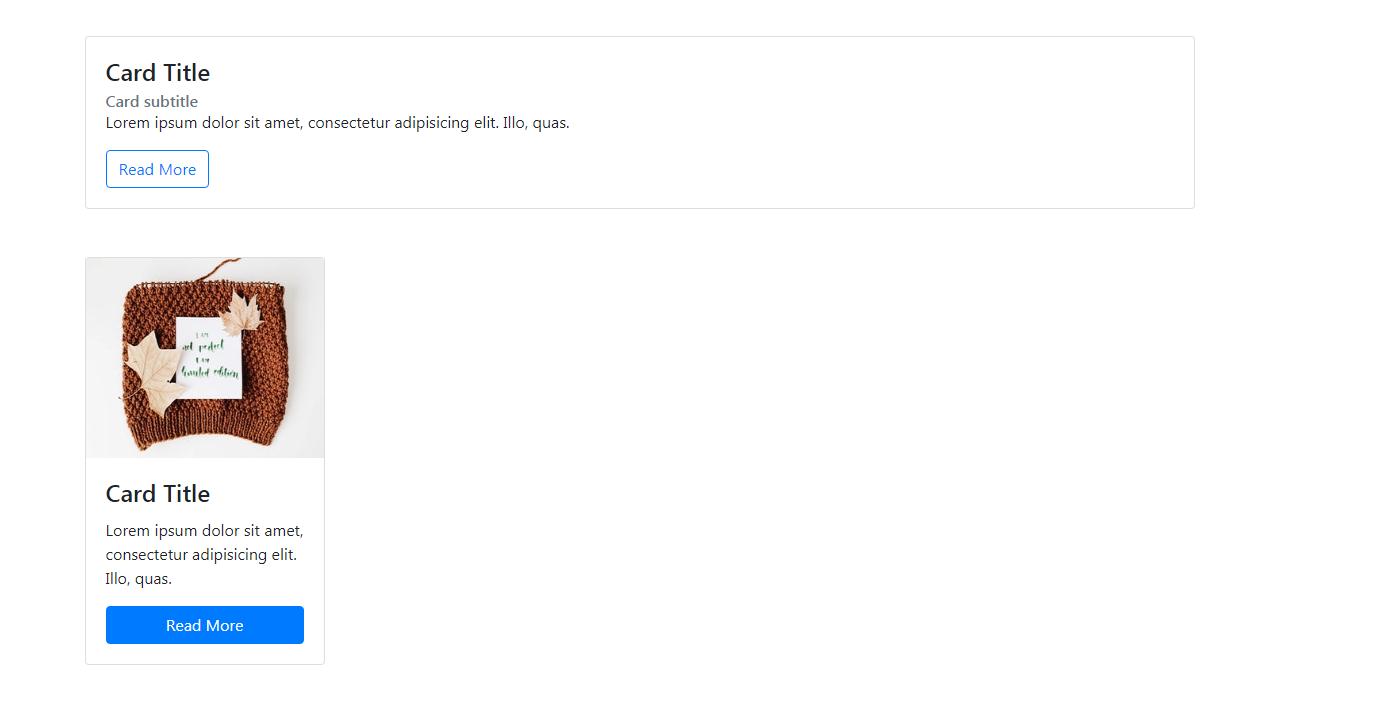 Card Title
Card subtitle
Lorem ipsum dolor sit amet, consectetur adipisicing elit. Illo, quas.
Read More
I AM
not perfect
I AM
limited edition
Card Title
Lorem ipsum dolor sit amet,
consectetur adipisicing elit.
Illo, quas.
Read More